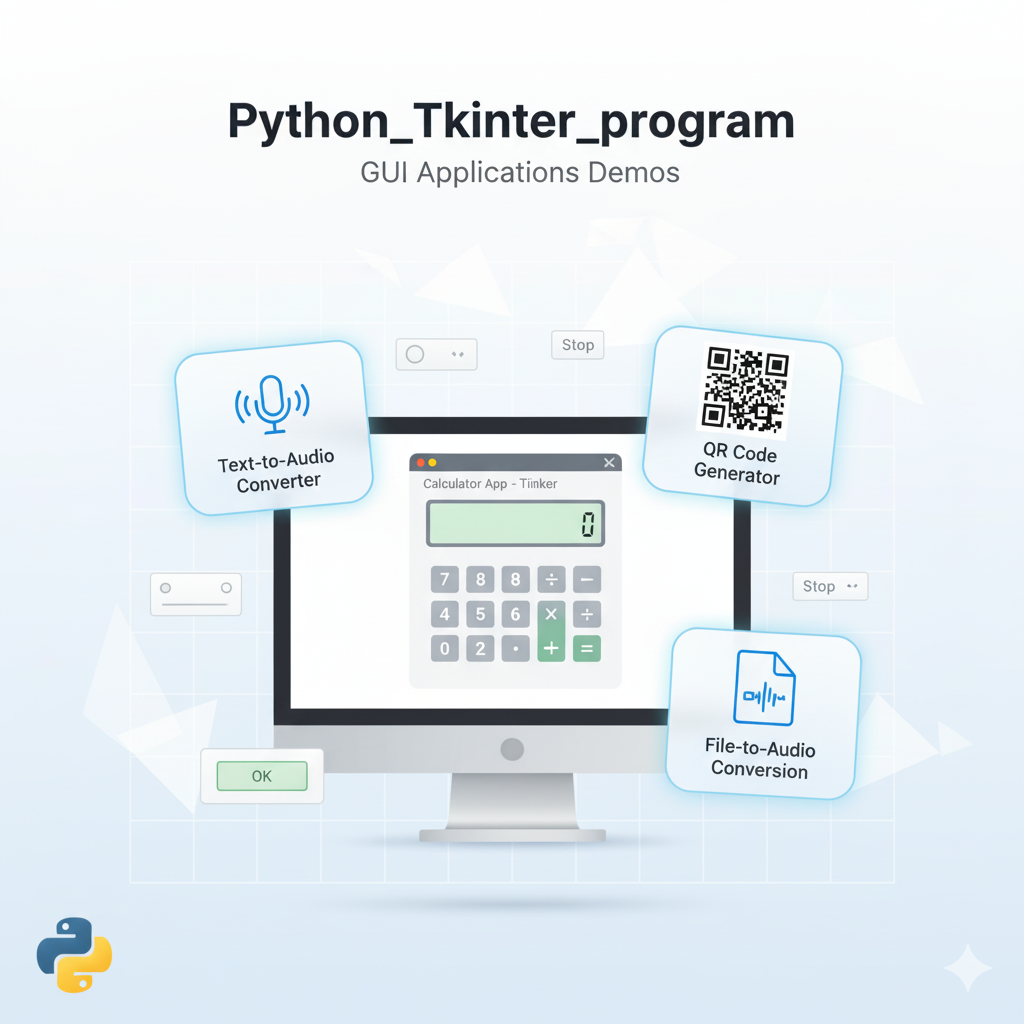 Python_Tkinter_program
GUI Applications Demos
Stop
Text-to-Audio
Converter
QR Code
Generator
Calculator App - Tiinker
0
7 8 8 ÷ −
4 5 6 × ÷
0 2 · + =
Stop
File-to-Audio
Conversion
OK